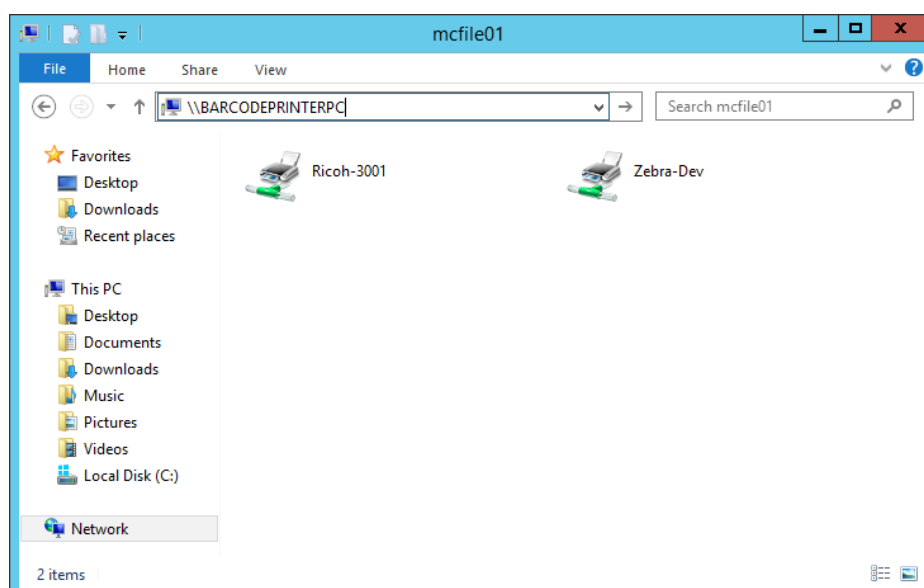 mcfile01
File Home Share View
\\BARCODEPRINTERPC
Search mcfile01
Favorites
Desktop
Downloads
Recent places
This PC
Desktop
Documents
Downloads
Music
Pictures
Videos
Local Disk (C:)
Network
Ricoh-3001
Zebra-Dev
2 items